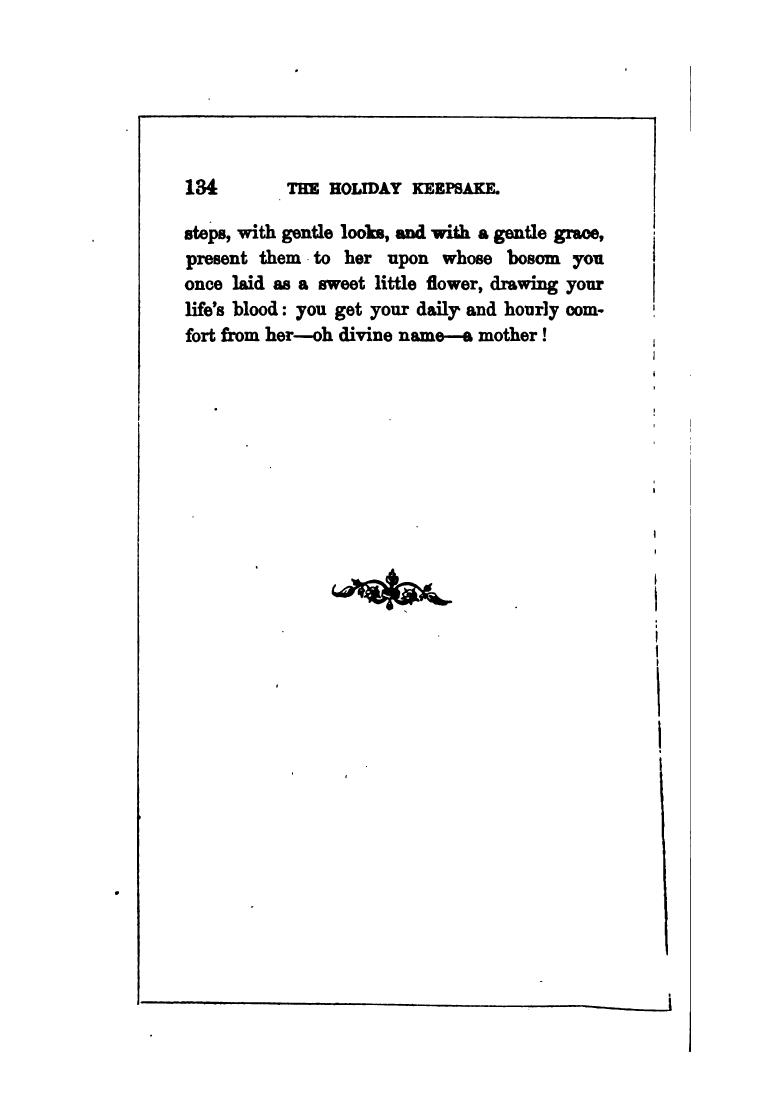 134 THE HOLIDAY KEEPSAKE.
steps, with gentle looks, and with a gentle grace,
present them to her upon whose bosom you
once laid as a sweet little flower, drawing your
life's blood : you get your daily and hourly com-
fort from her—oh divine name—a mother !